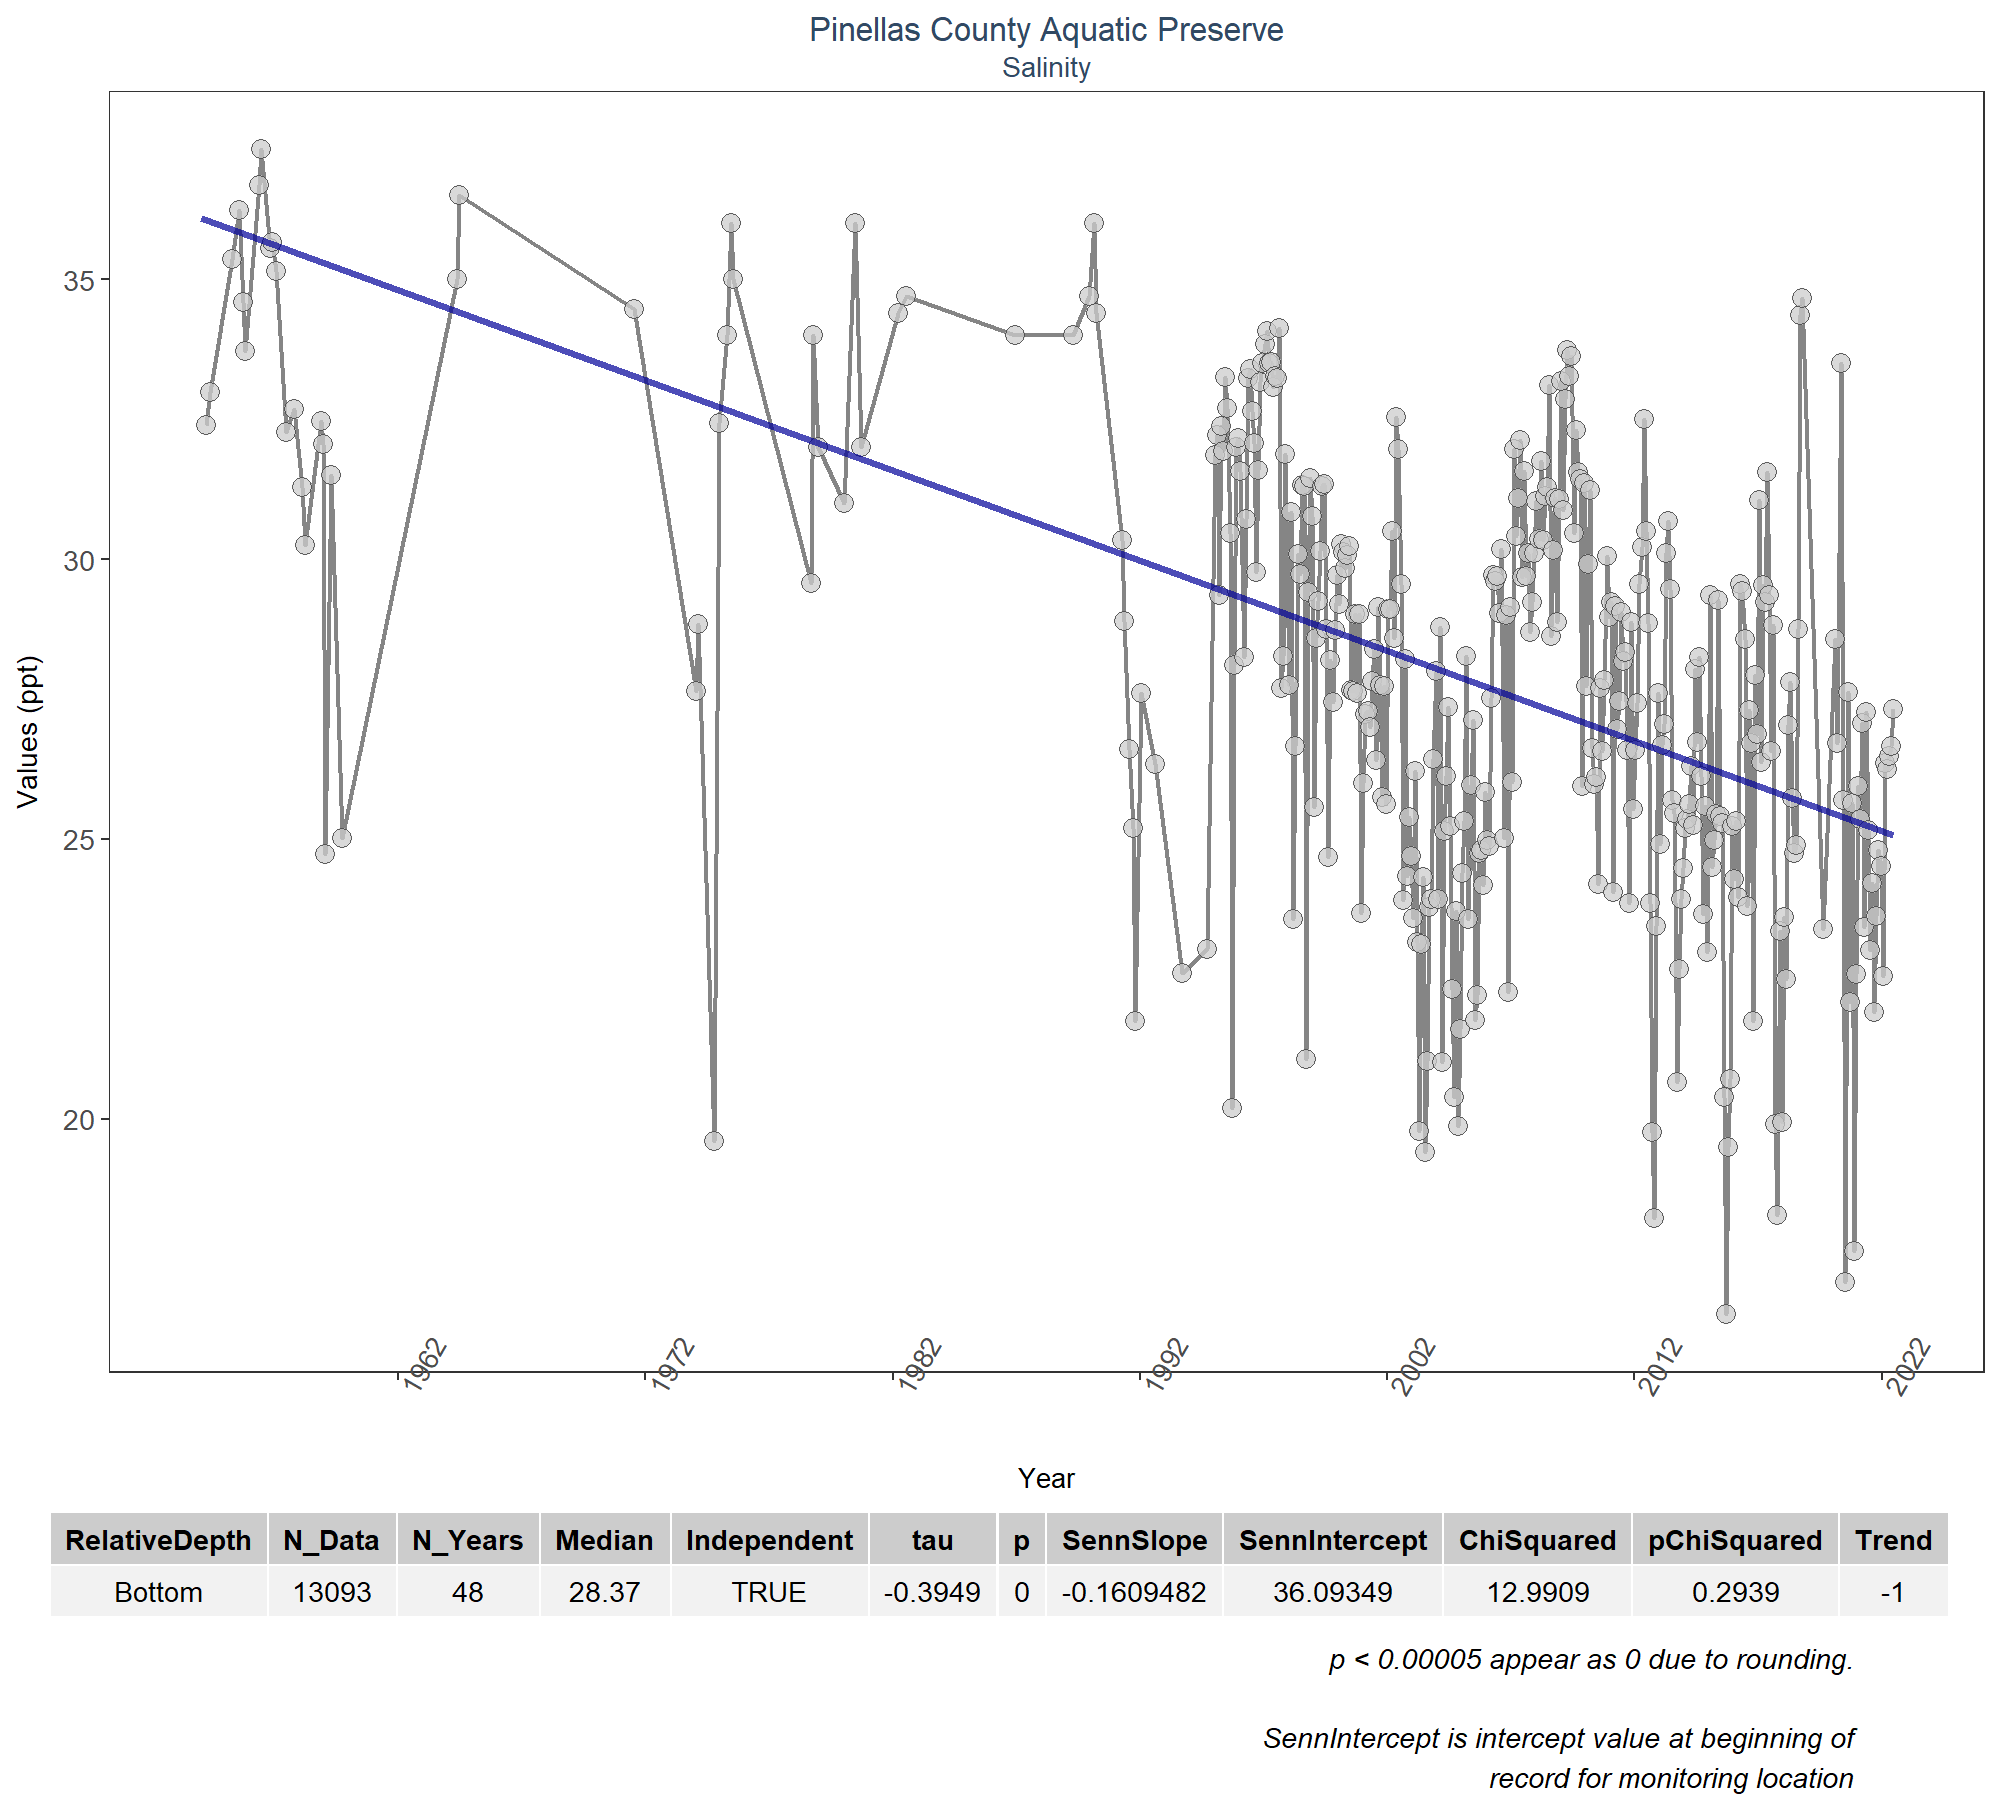 Pinellas County Aquatic Preserve
Salinity
Values (ppt)
35
30
25
20
1962 1972 1982 1992 2002 2012 2022
Year
RelativeDepth N_Data N_Years Median Independent tau p SennSlope SennIntercept ChiSquared pChiSquared Trend
Bottom 13093 48 28.37 TRUE -0.3949 0 -0.1609482 36.09349 12.9909 0.2939 -1
p < 0.00005 appear as 0 due to rounding.
SennIntercept is intercept value at beginning of
record for monitoring location